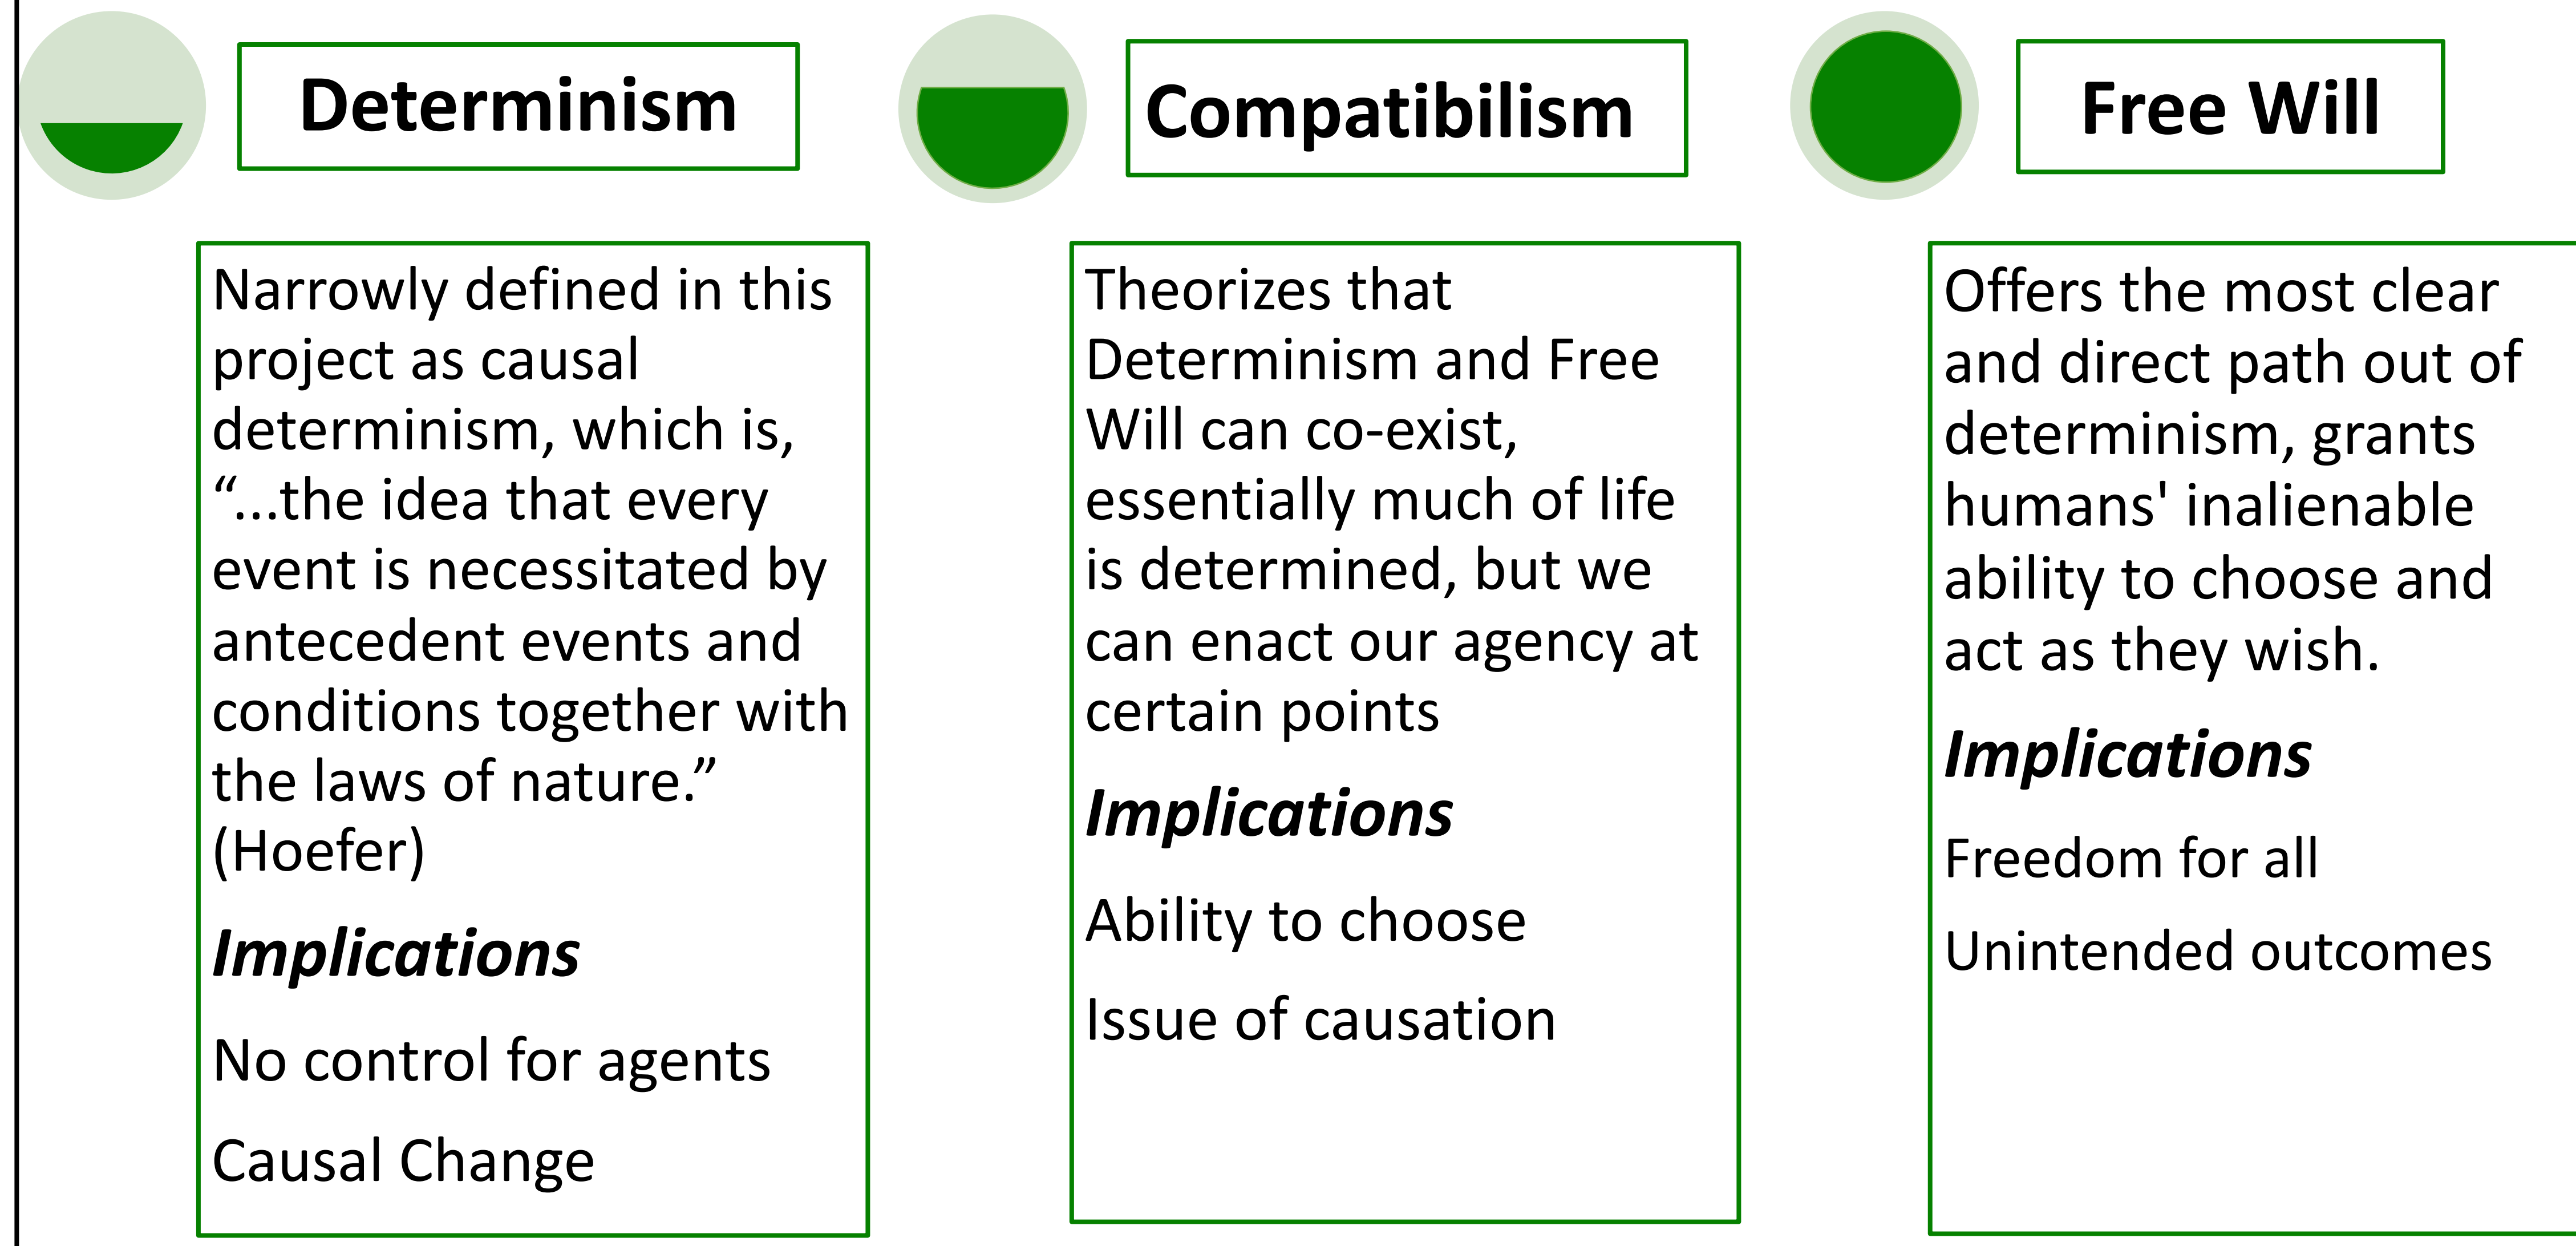 Determinism
Narrowly defined in this
project as causal
determinism, which is,
“...the idea that every
event is necessitated by
antecedent events and
conditions together with
the laws of nature.”
(Hoefer)
Implications
No control for agents
Causal Change
Compatibilism
Theorizes that
Determinism and Free
Will can co-exist,
essentially much of life
is determined, but we
can enact our agency at
certain points
Implications
Ability to choose
Issue of causation
Free Will
Offers the most clear
and direct path out of
determinism, grants
humans' inalienable
ability to choose and
act as they wish.
Implications
Freedom for all
Unintended outcomes